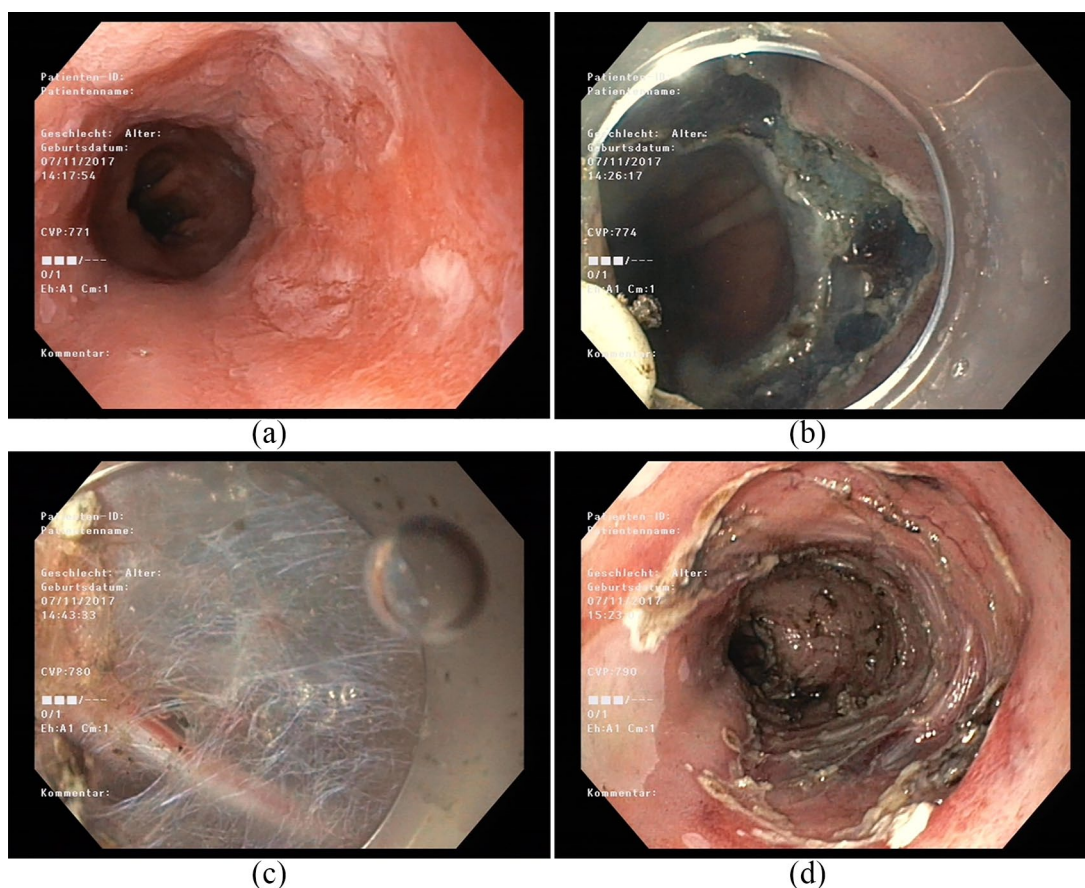 Patienten-ID:
Patientenname:
Geschlecht: Alter:
Geburtsdatum:
07/11/2017
14:17:54
CVP:771
■■■/---
0/1
Eh:A1 Cm:1
Kommentar:
(a)
Patienten-ID:
Patientenname:
Geschlecht: Alter:
Geburtsdatum:
07/11/2017
14:26:17
CVP:774
■■■/---
0/1
Eh:A1 Cm:1
Kommentar:
(b)
Patienten-ID:
Patientenname:
Geschlecht: Alter:
Geburtsdatum:
07/11/2017
14:43:33
CVP:780
■■■/---
0/1
Eh:A1 Cm:1
Kommentar:
(c)
Patienten-ID:
Patientenname:
Geschlecht: Alter:
Geburtsdatum:
07/11/2017
CVP:790
■■■/---
0/1
Eh:A1 Cm:1
Kommentar:
(d)